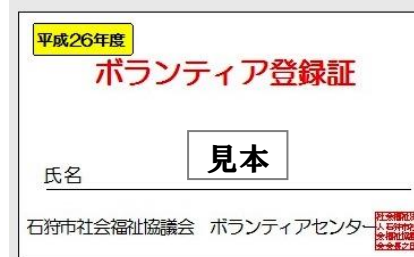 平成26年度
ボランティア登録証
見本
氏名
石狩市社会福祉協議会 ボランティアセンター